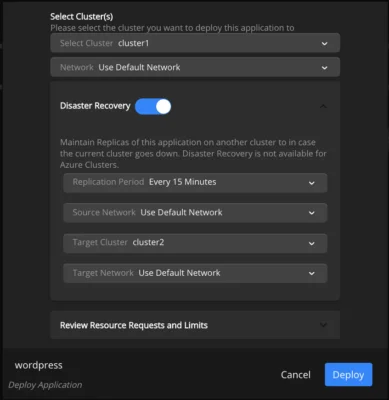 Select Cluster(s)
Please select the cluster you want to deploy this application to
Select Cluster cluster1
Network Use Default Network
Disaster Recovery
Maintain Replicas of this application on another cluster to in case
the current cluster goes down. Disaster Recovery is not available for
Azure Clusters.
Replication Period Every 15 Minutes
Source Network Use Default Network
Target Cluster cluster2
Target Network Use Default Network
Review Resource Requests and Limits
wordpress
Deploy Application
Cancel
Deploy